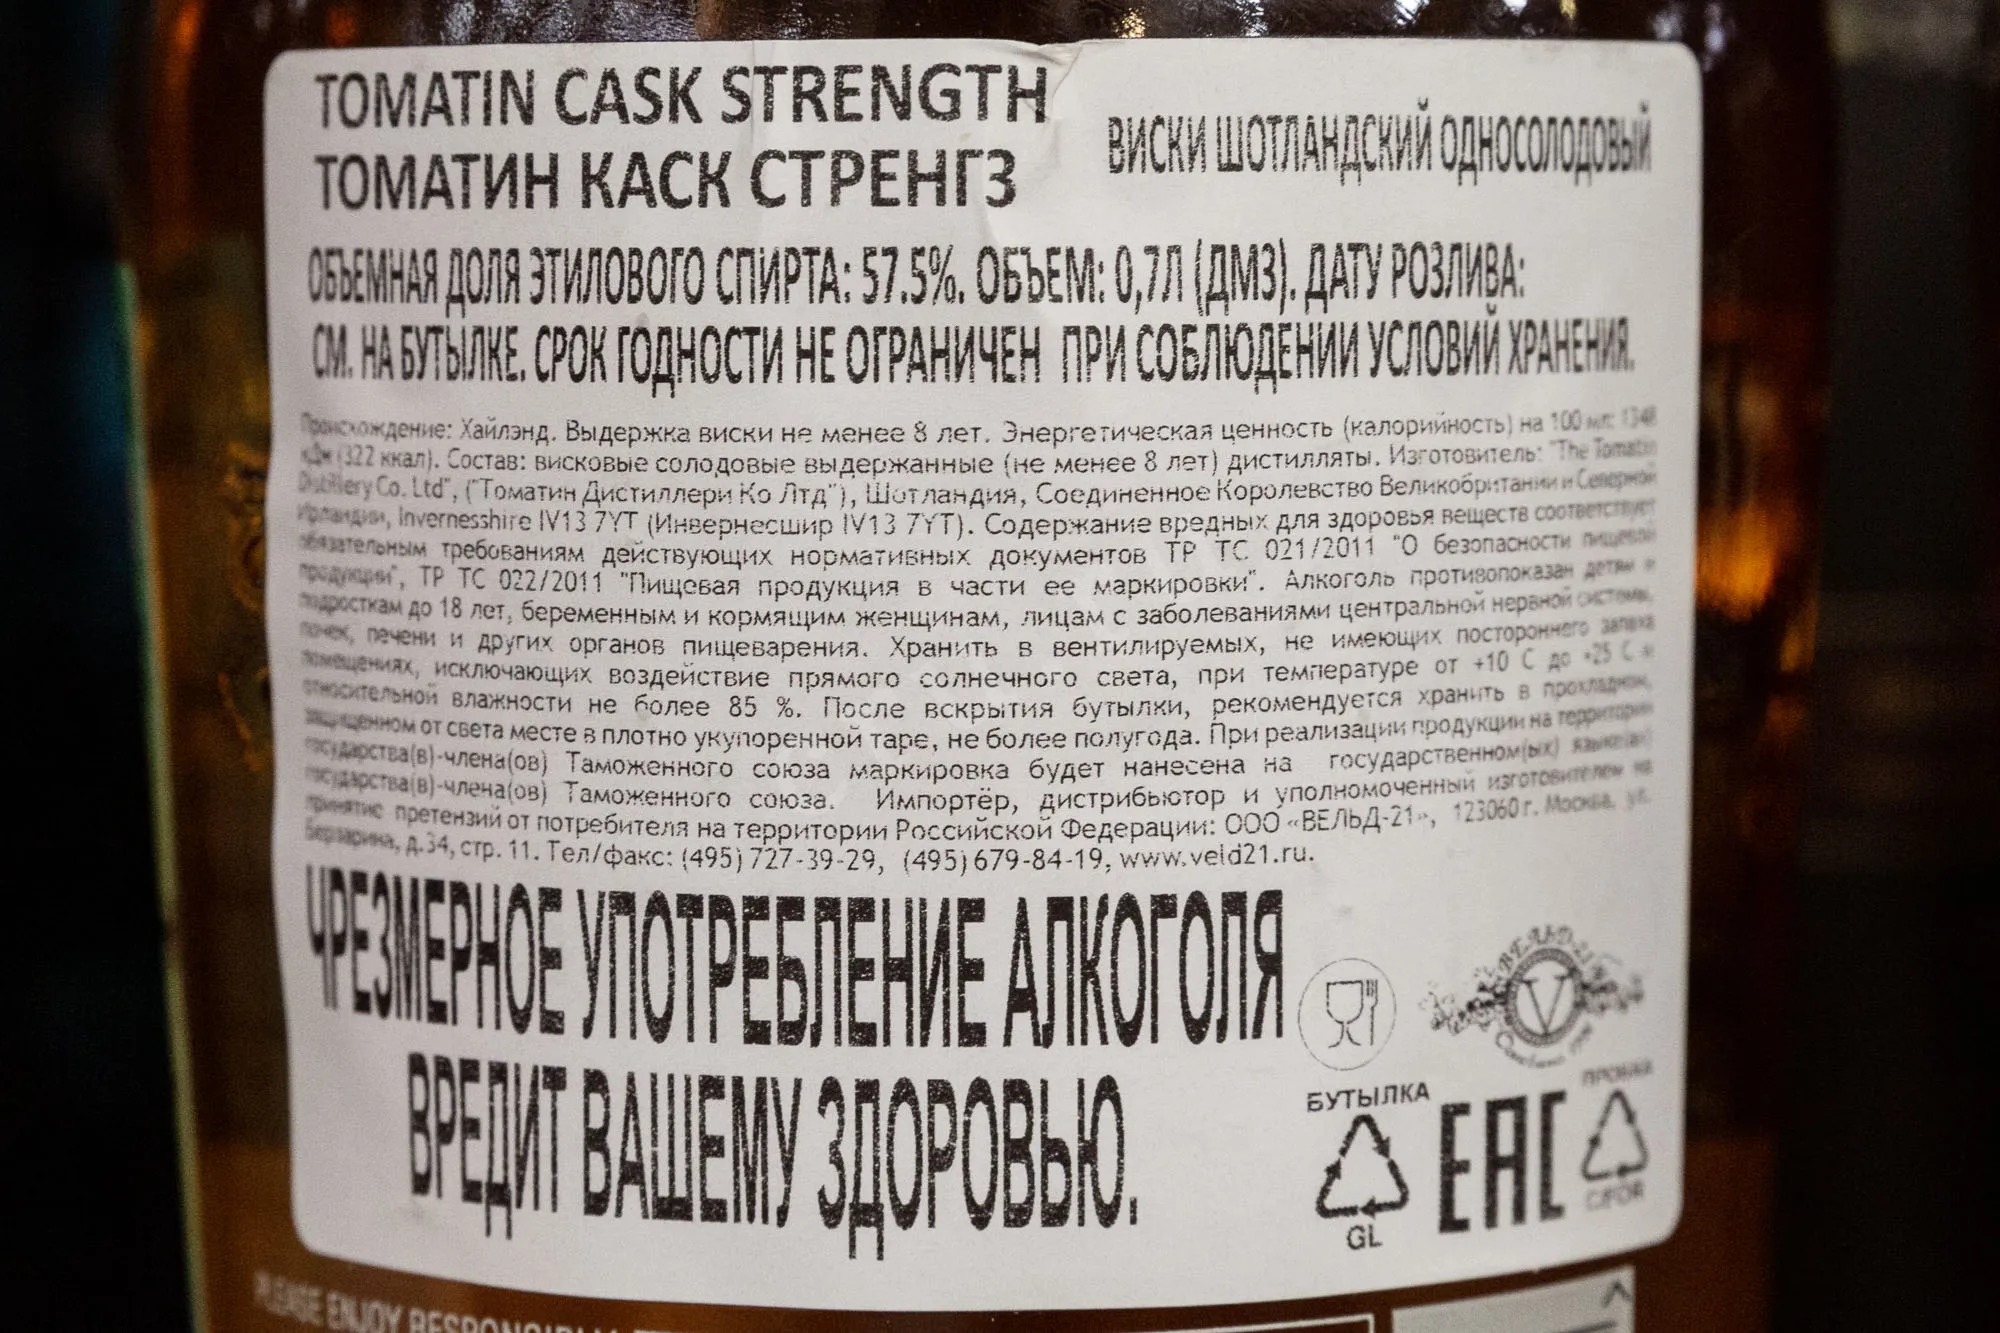 TOMATIN CASK STRENGTH
ТОМАТИН КАСК СТРЕНГЗ
ВИСКИ ШОТЛАНДСКИЙ ОДНОСОЛОДОВЫЙ
ОБЪЕМНАЯ ДОЛЯ ЭТИЛОВОГО СПИРТА: 57.5%. ОБЪЕМ: 0,7Л (ДМ3). ДАТУ РОЗЛИВА:
СМ. НА БУТЫЛКЕ. СРОК ГОДНОСТИ НЕ ОГРАНИЧЕН ПРИ СОБЛЮДЕНИИ УСЛОВИЙ ХРАНЕНИЯ.
Происхождение: Хайлэнд. Выдержка виски не менее 8 лет. Энергетическая ценность (калорийность) на 100 мл: 1348
кДж (322 ккал). Состав: висковые солодовые выдержанные (не менее 8 лет) дистилляты. Изготовитель: "The Tomatin
Distillery Co. Ltd", ("Томатин Дистиллери Ко Лтд"), Шотландия, Соединенное Королевство Великобритании и Северной
Ирландии, Invernesshire IV13 7YT (Инвернесшир IV13 7YT). Содержание вредных для здоровья веществ соответствует
обязательным требованиям действующих нормативных документов ТР ТС 021/2011 "О безопасности пищевой
продукции", ТР ТС 022/2011 "Пищевая продукция в части ее маркировки". Алкоголь противопоказан детям и
подросткам до 18 лет, беременным и кормящим женщинам, лицам с заболеваниями центральной нервной системы,
почек, печени и других органов пищеварения. Хранить в вентилируемых, не имеющих постороннего запаха
помещениях, исключающих воздействие прямого солнечного света, при температуре от +10 С до +25 С и
относительной влажности не более 85 %. После вскрытия бутылки, рекомендуется хранить в прохладном,
защищенном от света месте в плотно укупоренной таре, не более полугода. При реализации продукции на территории
государства(в)-члена(ов) Таможенного союза маркировка будет нанесена на государственном(ых) языке(ах)
государства(в)-члена(ов) Таможенного союза. Импортёр, дистрибьютор и уполномоченный изготовителем на
принятие претензий от потребителя на территории Российской Федерации: ООО «ВЕЛЬД-21», 123060 г. Москва, ул.
Берзарина, д.34, стр. 11. Тел/факс: (495) 727-39-29, (495) 679-84-19, www.veld21.ru.
ЧРЕЗМЕРНОЕ УПОТРЕБЛЕНИЕ АЛКОГОЛЯ
ВРЕДИТ ВАШЕМУ ЗДОРОВЬЮ.
ВЕЛЬД-21
V
БУТЫЛКА
GL
EAC
ПРОБКА
C/FOR
PLEASE ENJOY RESPONSIBLY